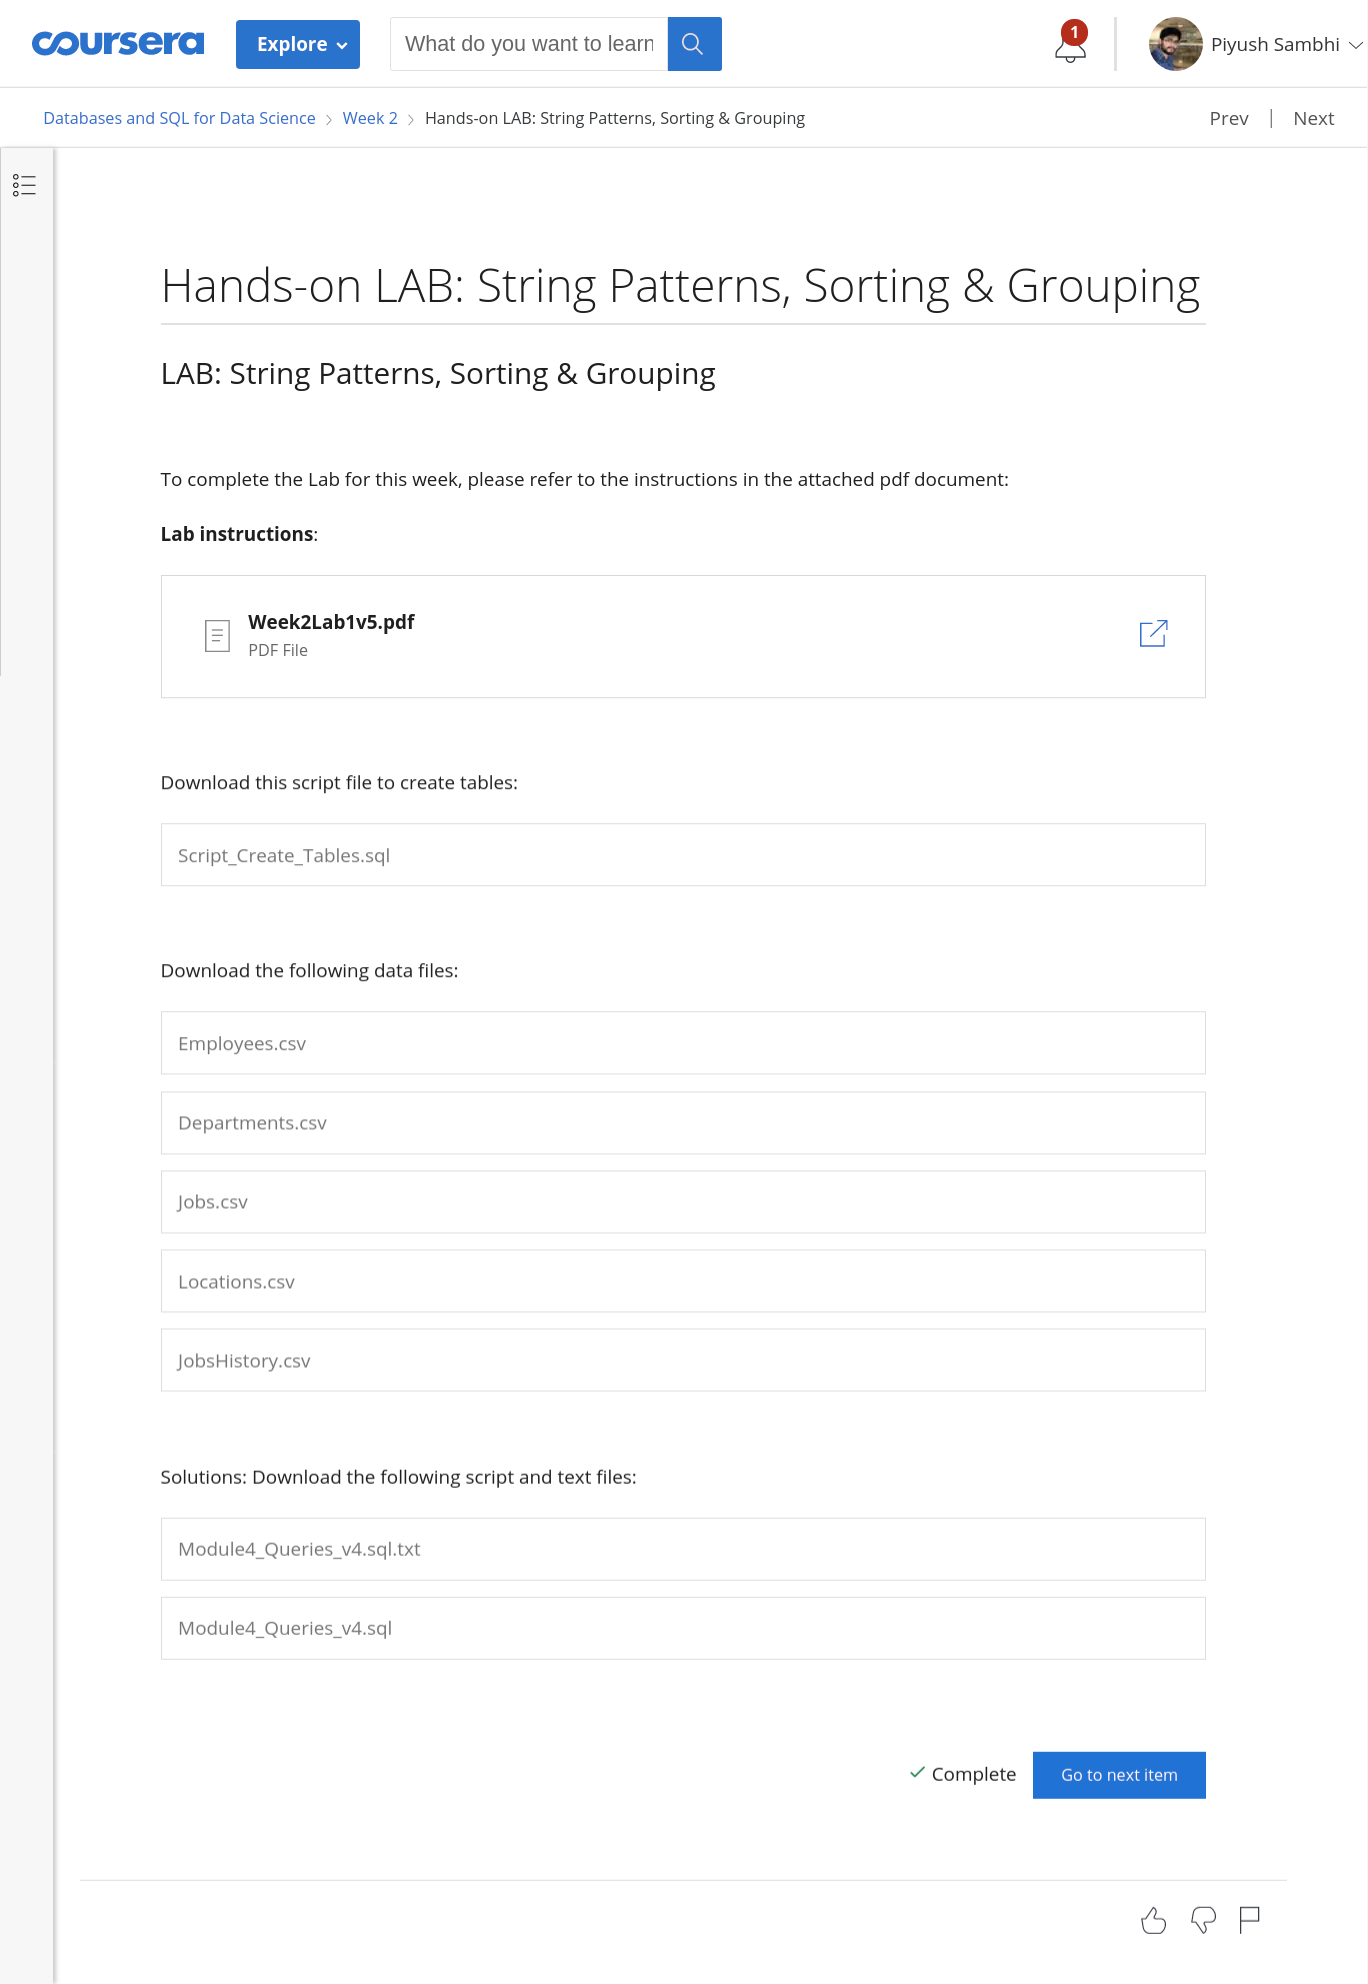 coursera
Explore
What do you want to learn
1
Piyush Sambhi
Databases and SQL for Data Science
Week 2
Hands-on LAB: String Patterns, Sorting & Grouping
Prev
Next
Hands-on LAB: String Patterns, Sorting & Grouping
LAB: String Patterns, Sorting & Grouping
To complete the Lab for this week, please refer to the instructions in the attached pdf document:
Lab instructions:
Week2Lab1v5.pdf
PDF File
Download this script file to create tables:
Script_Create_Tables.sql
Download the following data files:
Employees.csv
Departments.csv
Jobs.csv
Locations.csv
JobsHistory.csv
Solutions: Download the following script and text files:
Module4_Queries_v4.sql.txt
Module4_Queries_v4.sql
Complete
Go to next item